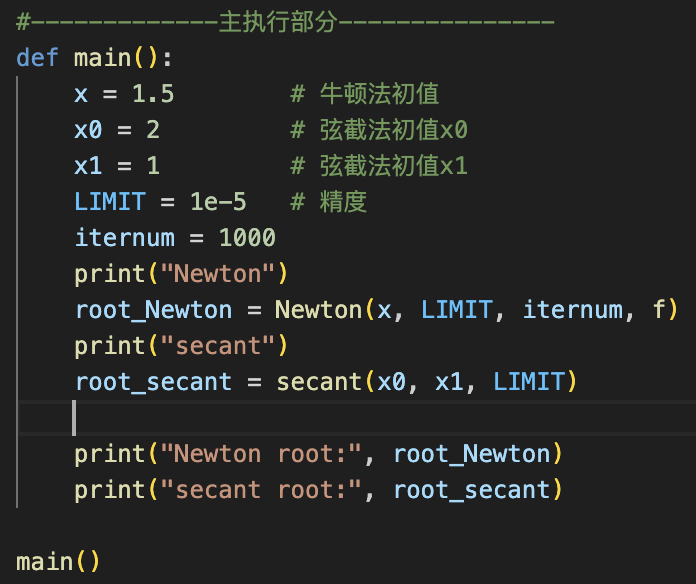 #-------------主执行部分---------------
def main():
    x = 1.5        # 牛顿法初值
    x0 = 2         # 弦截法初值x0
    x1 = 1         # 弦截法初值x1
    LIMIT = 1e-5   # 精度
    iternum = 1000
    print("Newton")
    root_Newton = Newton(x, LIMIT, iternum, f)
    print("secant")
    root_secant = secant(x0, x1, LIMIT)
    print("Newton root:", root_Newton)
    print("secant root:", root_secant)
main()